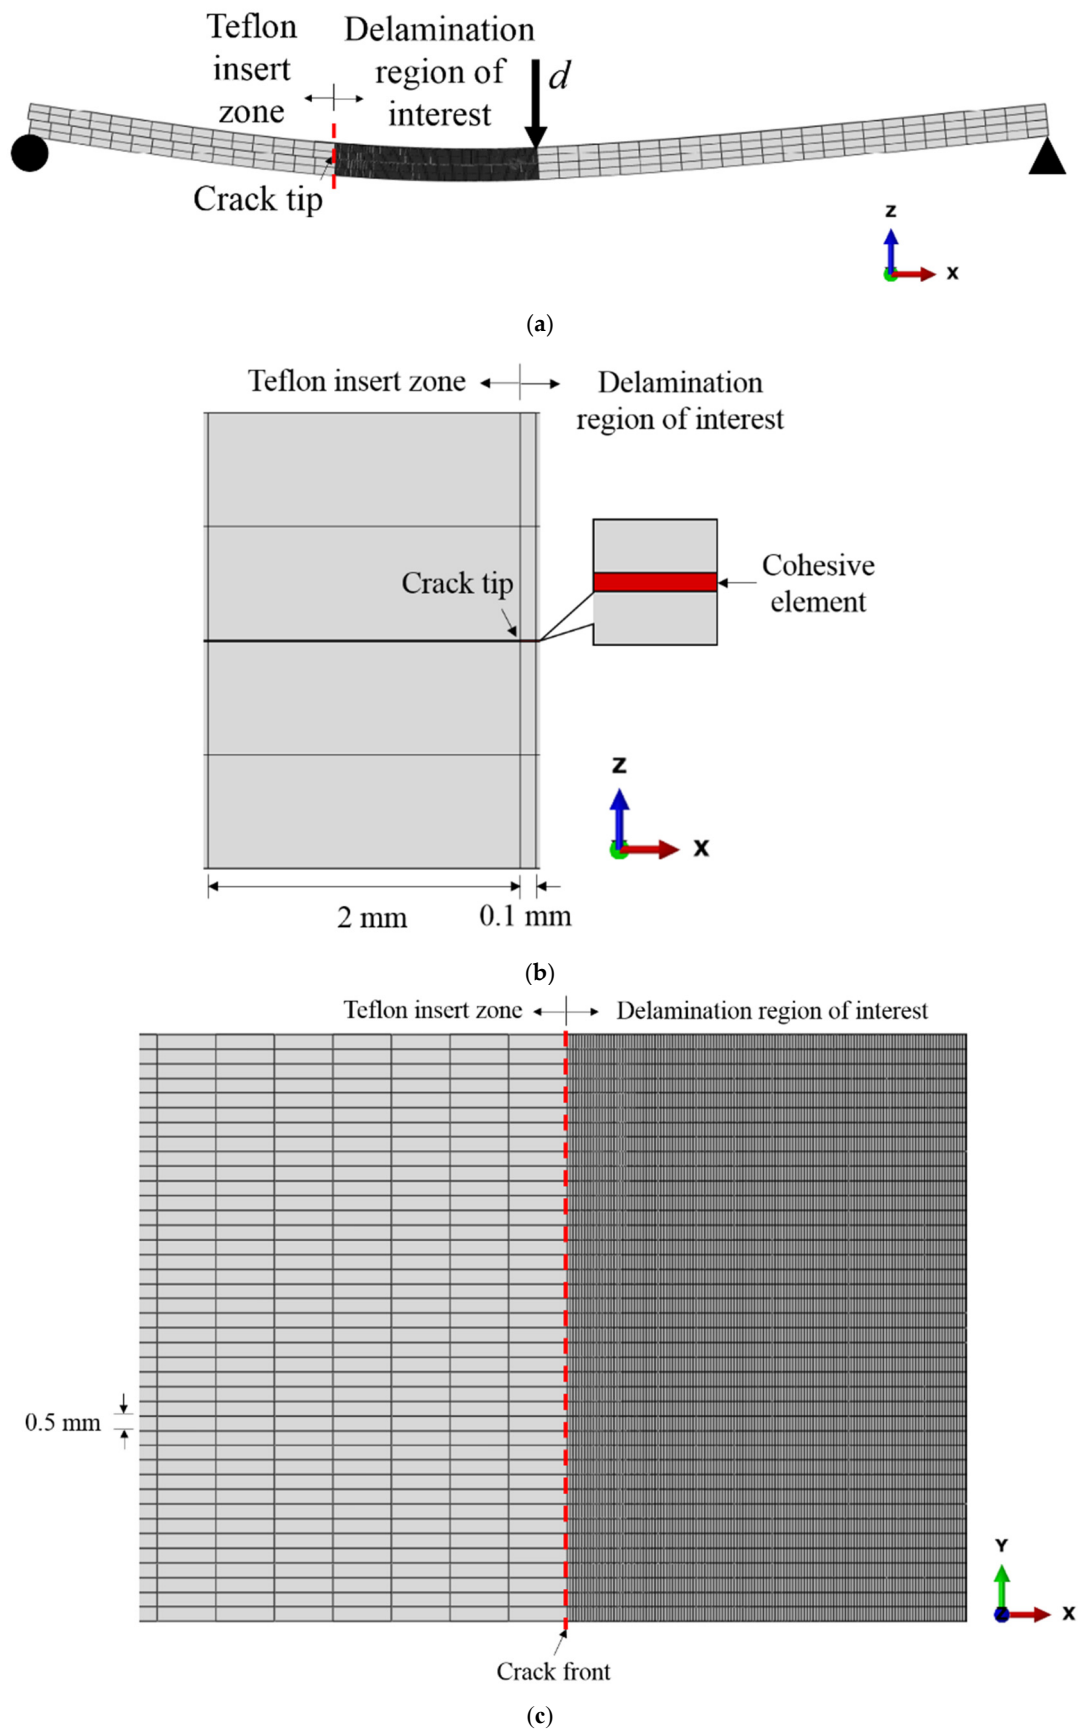 Teflon
insert
zone
Delamination
region of
interest
d
Crack tip
z
x
(a)
Teflon insert zone
Delamination
region of interest
Crack tip
Cohesive
element
Z
X
2 mm
0.1 mm
(b)
Teflon insert zone
Delamination region of interest
0.5 mm
Y
Z
X
Crack front
(c)